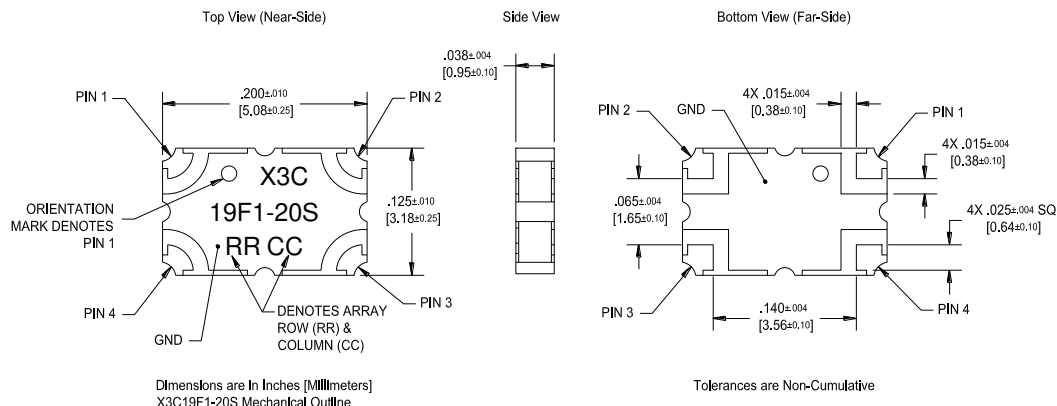 Top View (Near-Side)
Side View
Bottom View (Far-Side)
.038±.004
[0.95±0.10]
.200±.010
[5.08±0.25]
PIN 1
PIN 2
4X .015±.004
[0.38±0.10]
PIN 2
GND
PIN 1
4X .015±.004
[0.38±0.10]
X3C
19F1-20S
RR CC
.125±.010
[3.18±0.25]
.065±.004
[1.65±0.10]
4X .025±.004 SQ
[0.64±0.10]
ORIENTATION
MARK DENOTES
PIN 1
PIN 4
GND
PIN 3
DENOTES ARRAY
ROW (RR) &
COLUMN (CC)
PIN 3
PIN 4
.140±.004
[3.56±0.10]
Dimensions are in Inches [Millimeters]
X3C19F1-20S Mechanical Outline
Tolerances are Non-Cumulative